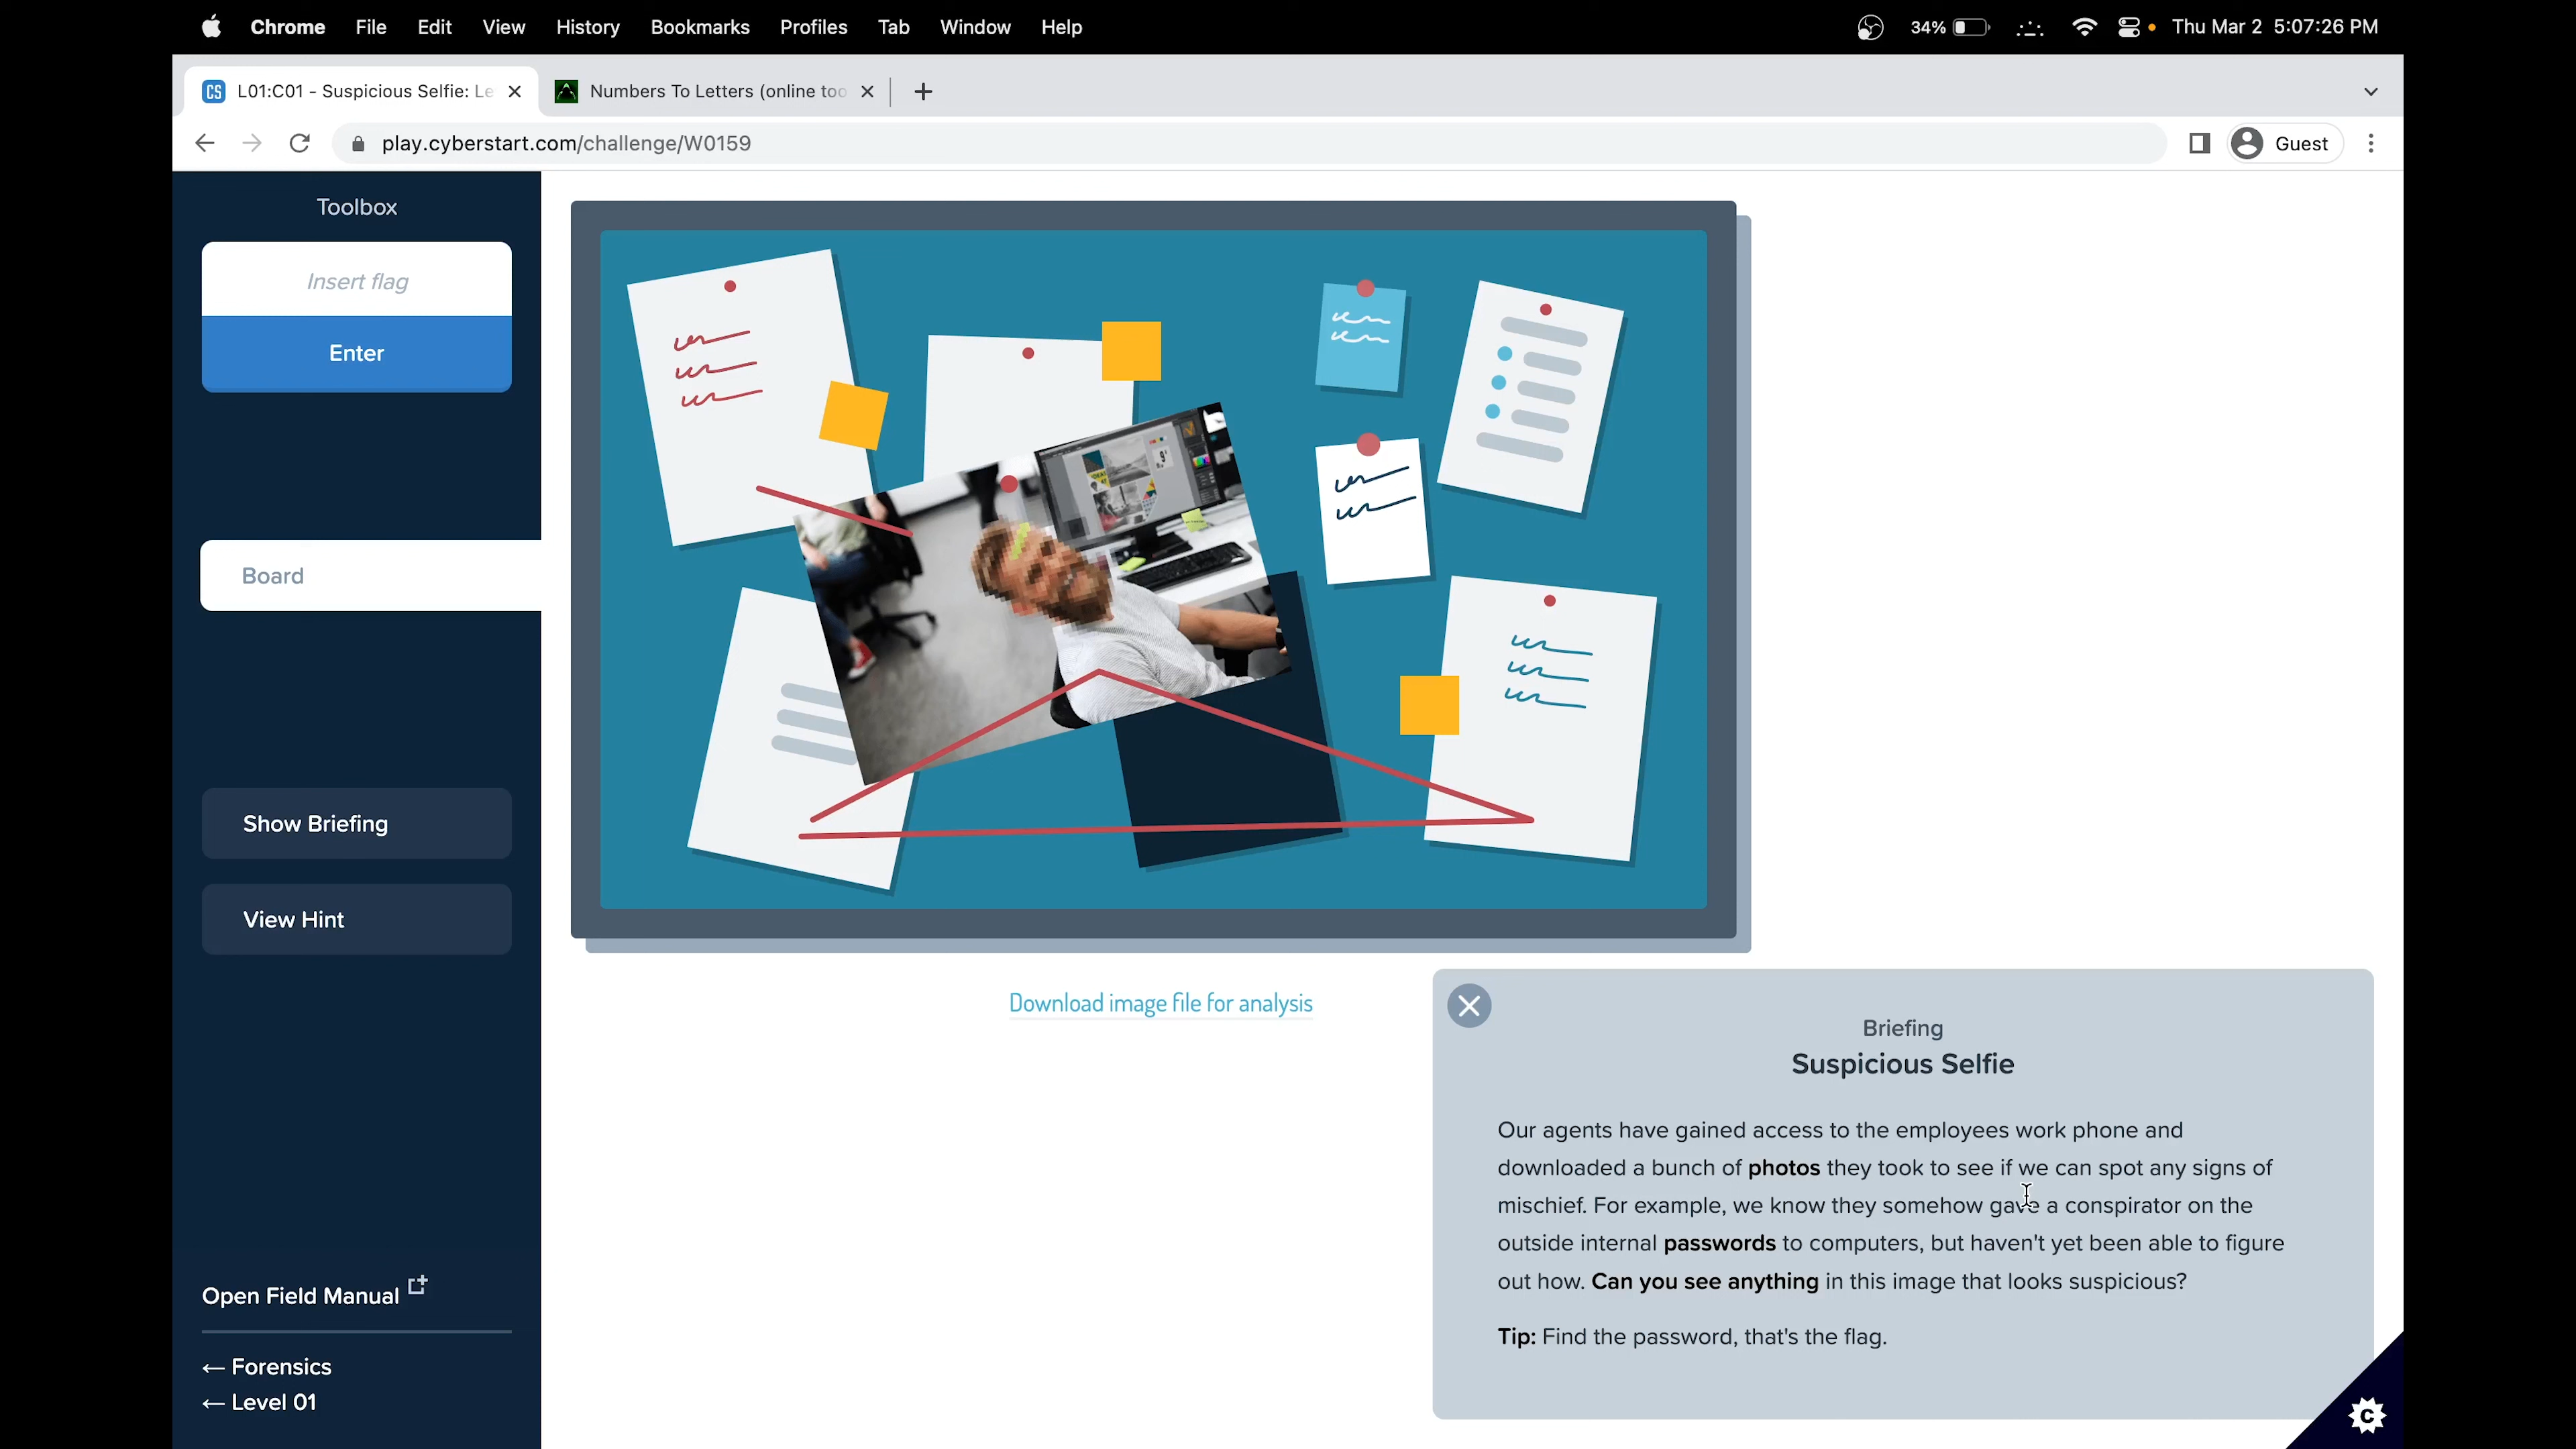 Chrome File Edit View History Bookmarks Profiles Tab Window Help 34% Thu Mar 2 5:07:26 PM
CS L01:C01 - Suspicious Selfie: Le Numbers To Letters (online too
play.cyberstart.com/challenge/W0159 Guest
Toolbox
Insert flag
Enter
Board
Show Briefing
View Hint
Open Field Manual
← Forensics
← Level 01
Download image file for analysis
Briefing
Suspicious Selfie
Our agents have gained access to the employees work phone and
downloaded a bunch of photos they took to see if we can spot any signs of
mischief. For example, we know they somehow gave a conspirator on the
outside internal passwords to computers, but haven't yet been able to figure
out how. Can you see anything in this image that looks suspicious?
Tip: Find the password, that's the flag.
C